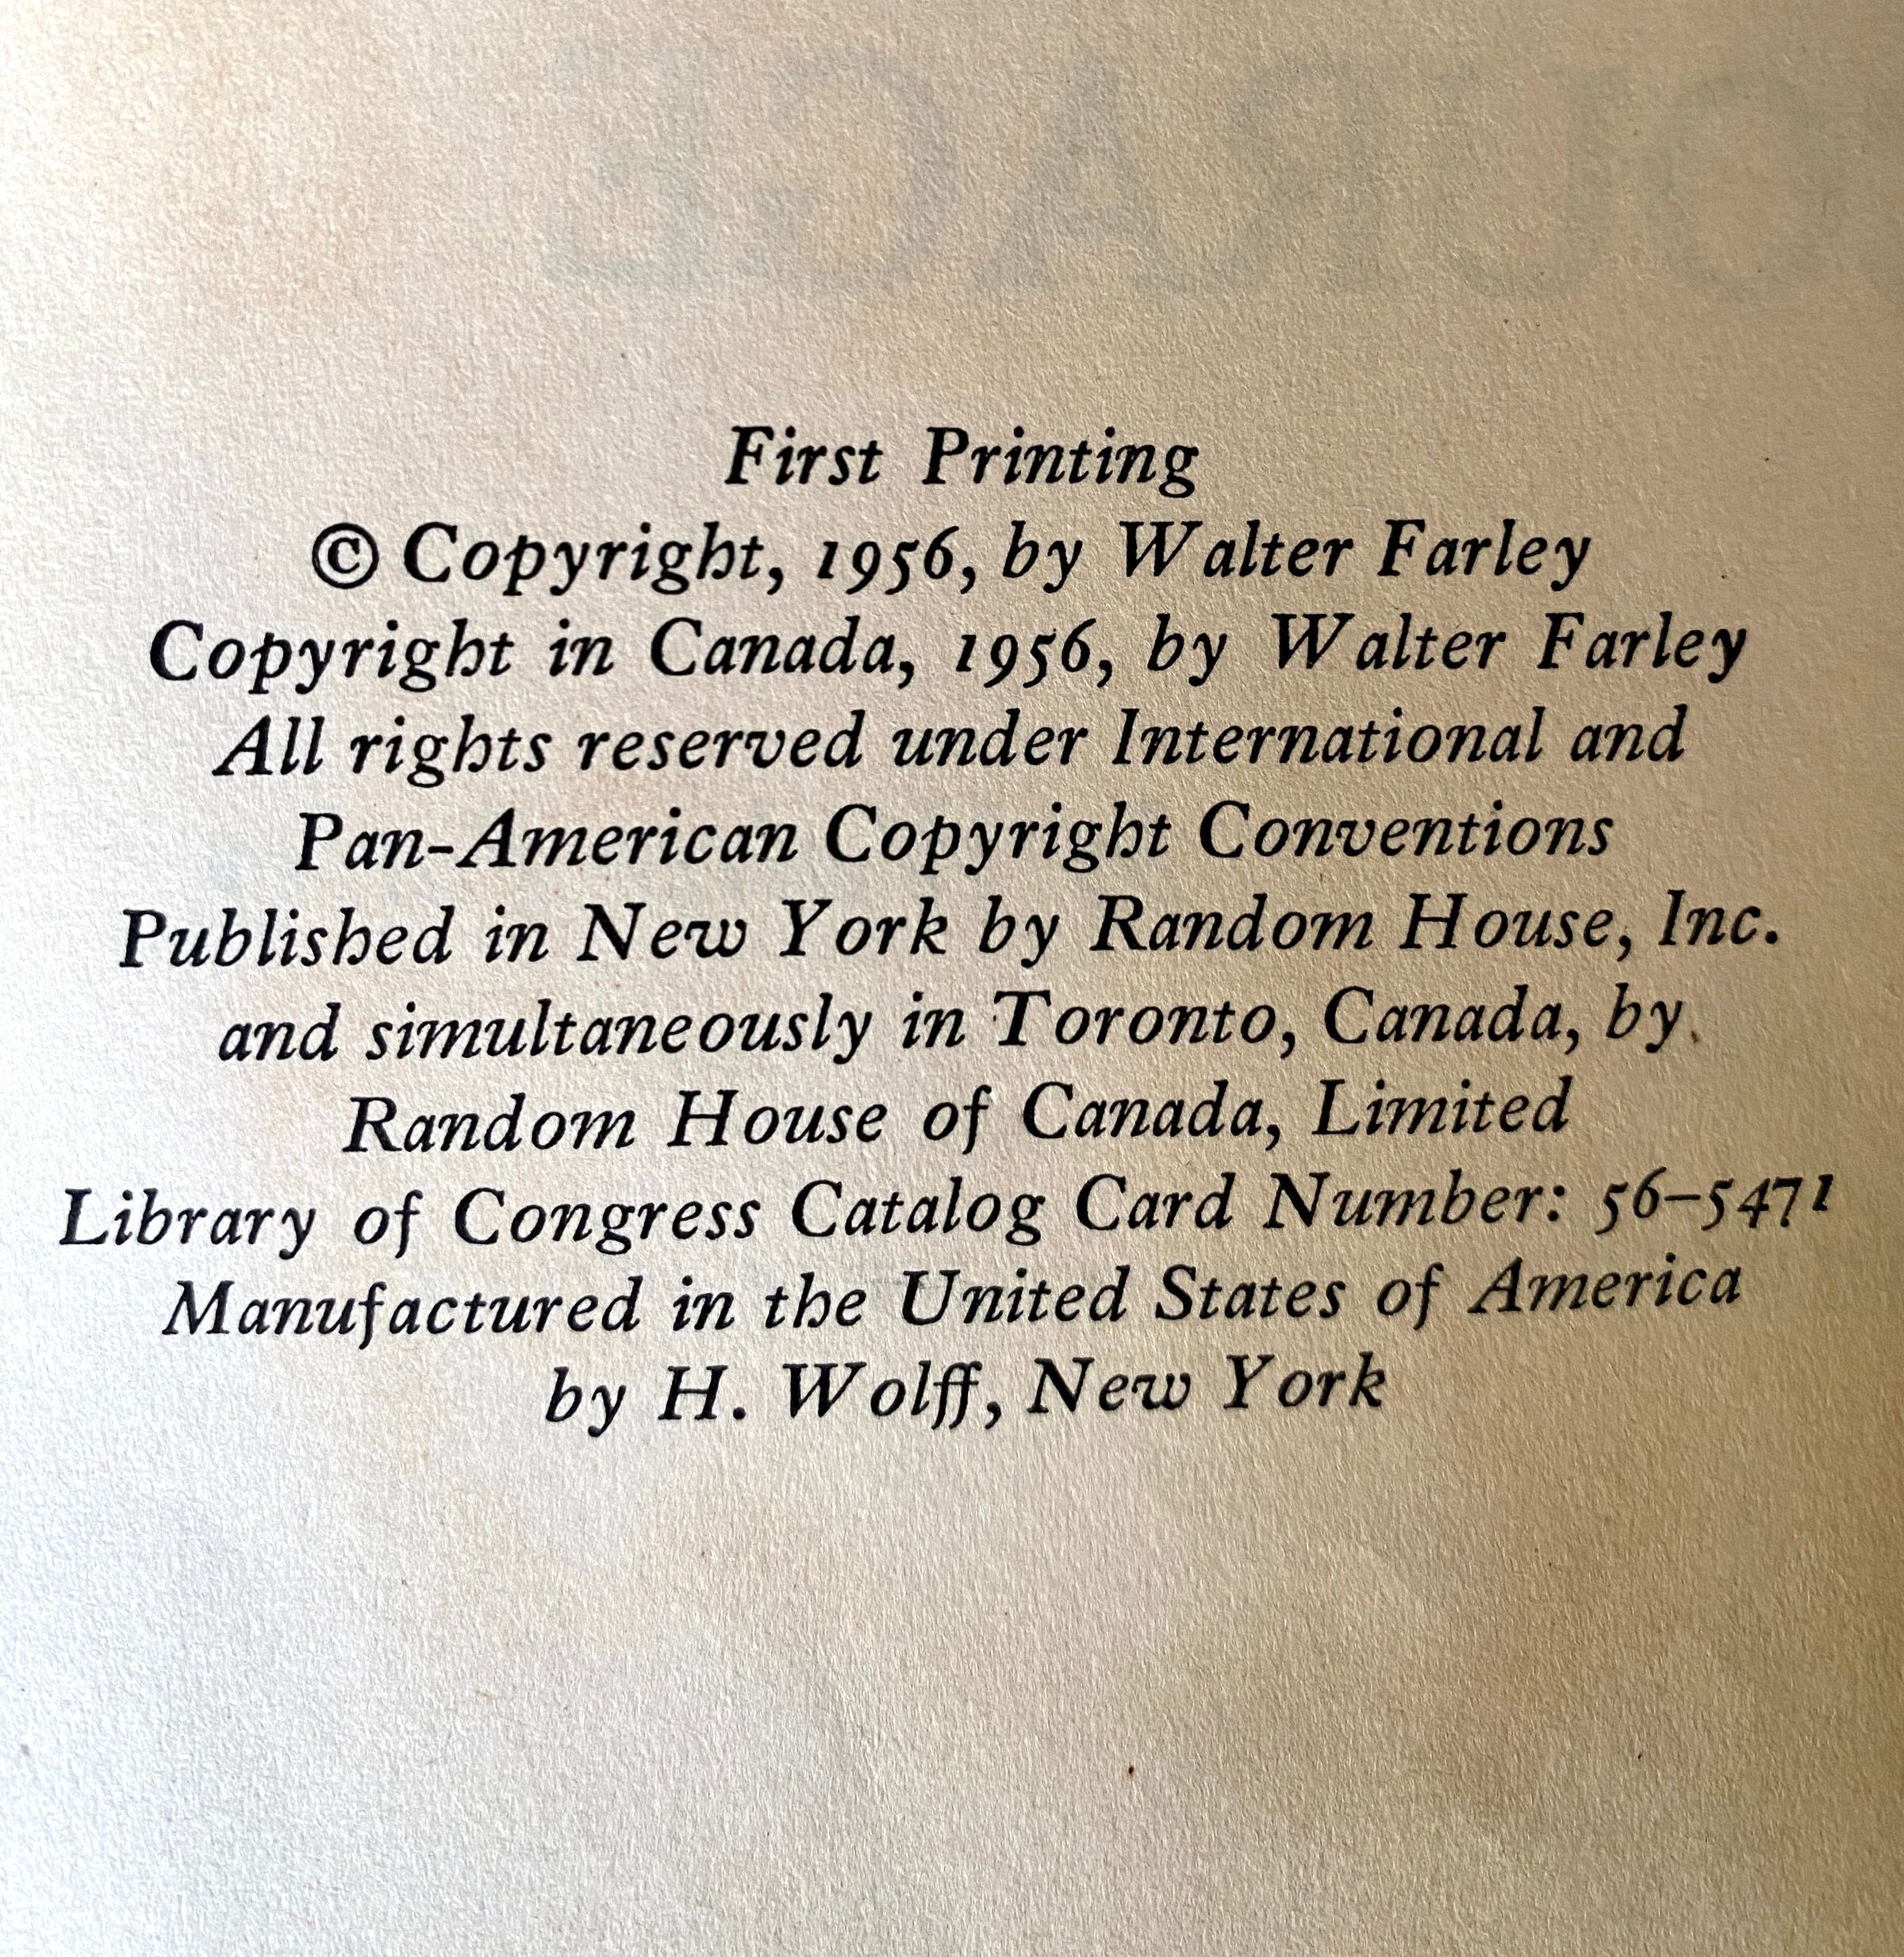 First Printing
© Copyright, 1956, by Walter Farley
Copyright in Canada, 1956, by Walter Farley
All rights reserved under International and
Pan-American Copyright Conventions
Published in New York by Random House, Inc.
and simultaneously in Toronto, Canada, by
Random House of Canada, Limited
Library of Congress Catalog Card Number: 56–5471
Manufactured in the United States of America
by H. Wolff, New York